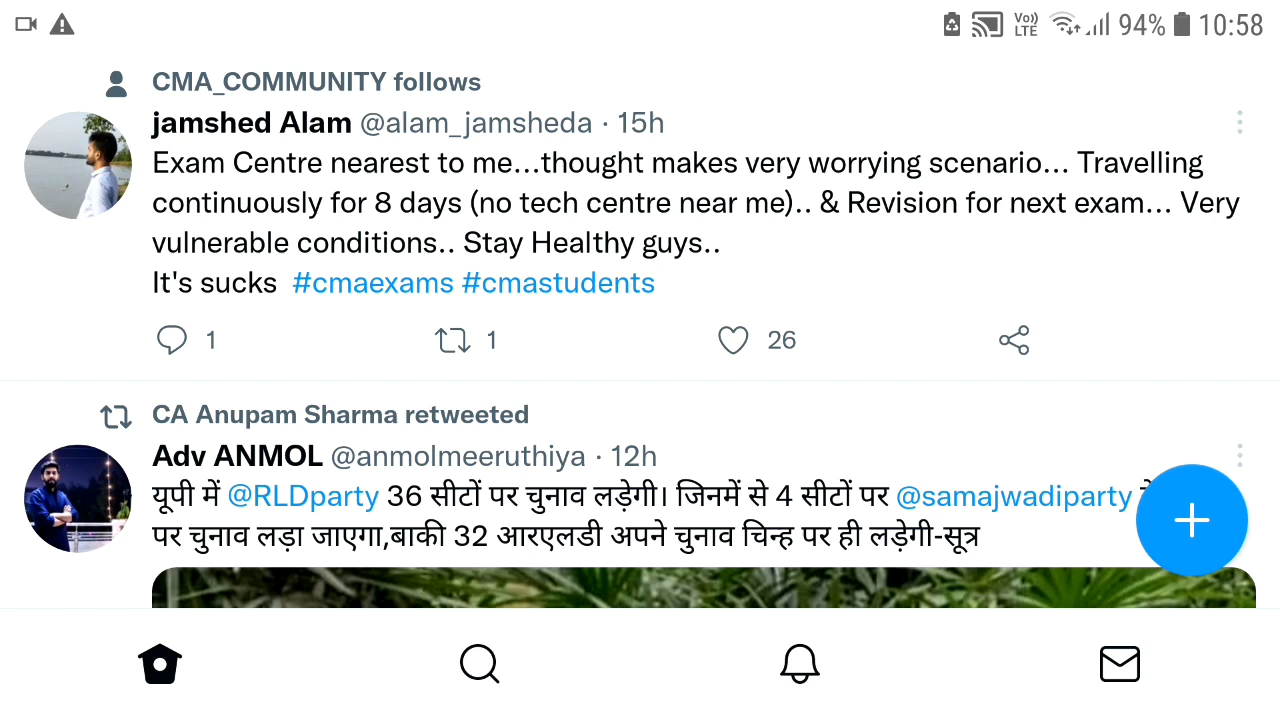 Vo)) LTE 94% 10:58
CMA_COMMUNITY follows
jamshed Alam @alam_jamsheda · 15h
Exam Centre nearest to me...thought makes very worrying scenario... Travelling
continuously for 8 days (no tech centre near me).. & Revision for next exam... Very
vulnerable conditions.. Stay Healthy guys..
It's sucks #cmaexams #cmastudents
1 1 26
CA Anupam Sharma retweeted
Adv ANMOL @anmolmeeruthiya · 12h
यूपी में @RLDparty 36 सीटों पर चुनाव लड़ेगी। जिनमें से 4 सीटों पर @samajwadiparty
पर चुनाव लड़ा जाएगा,बाकी 32 आरएलडी अपने चुनाव चिन्ह पर ही लड़ेगी-सूत्र